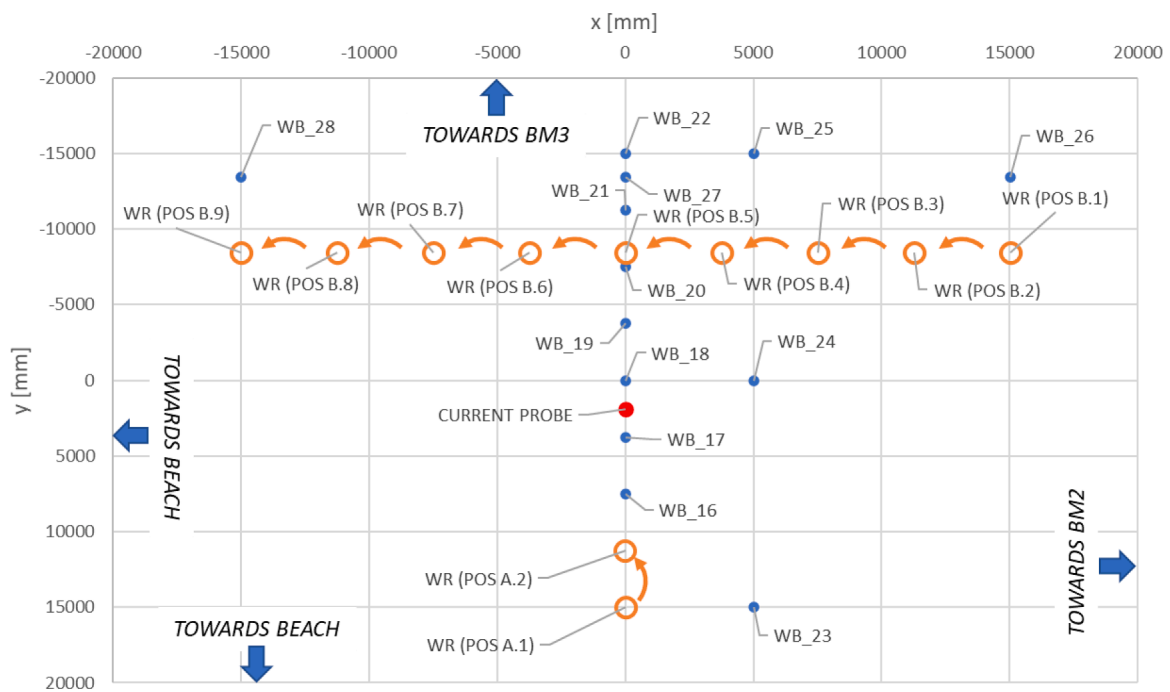 x [mm]
-20000 -15000 -10000 -5000 0 5000 10000 15000 20000
-20000
TOWARDS BM3
WB_28
WB_22
WB_25
WB_26
-15000
WB_27
WB_21
WR (POS B.9)
WR (POS B.7)
WR (POS B.5)
WR (POS B.3)
WR (POS B.1)
-10000
WR (POS B.8)
WR (POS B.6)
WB_20
WR (POS B.4)
WR (POS B.2)
-5000
WB_19
WB_18
WB_24
y [mm]
0
TOWARDS BEACH
CURRENT PROBE
WB_17
5000
WB_16
10000
TOWARDS BM2
WR (POS A.2)
15000
WR (POS A.1)
WB_23
TOWARDS BEACH
20000